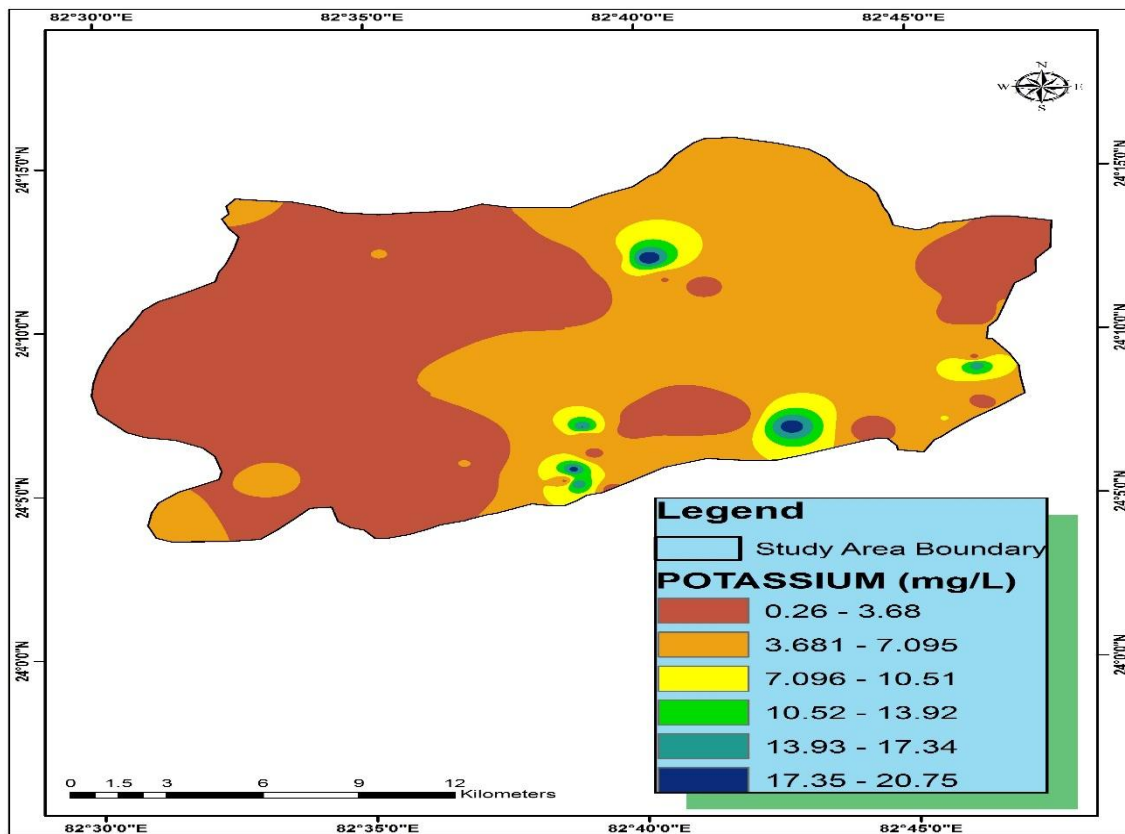 82°30'0"E 82°35'0"E 82°40'0"E 82°45'0"E
N
W E
S
24°15'0"N 24°15'0"N
24°10'0"N 24°10'0"N
24°5'0"N 24°5'0"N
24°0'0"N 24°0'0"N
Legend
Study Area Boundary
POTASSIUM (mg/L)
0.26 - 3.68
3.681 - 7.095
7.096 - 10.51
10.52 - 13.92
13.93 - 17.34
17.35 - 20.75
0 1.5 3 6 9 12
Kilometers
82°30'0"E 82°35'0"E 82°40'0"E 82°45'0"E